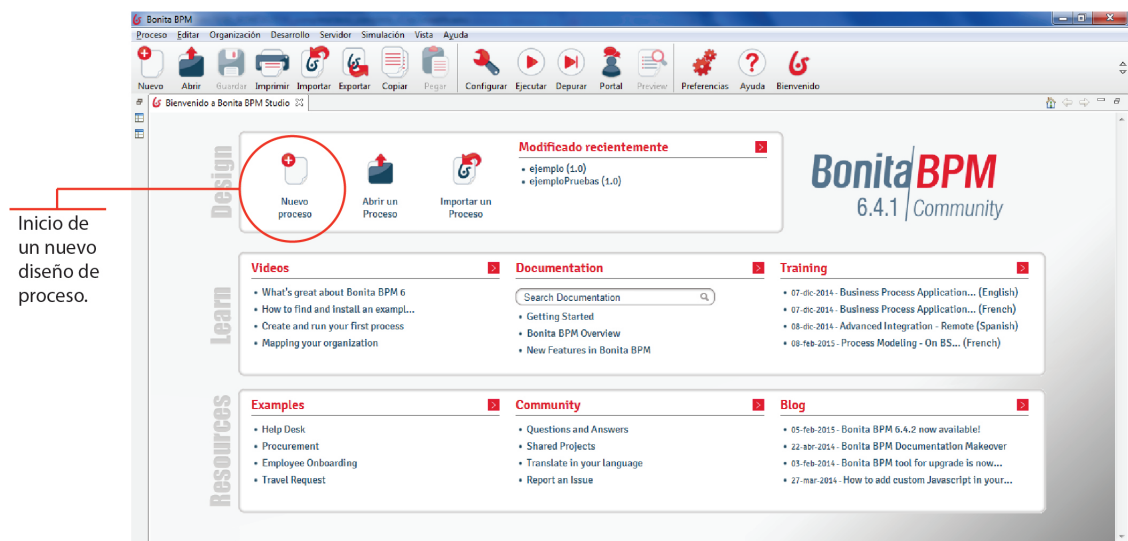 Bonita BPM
Proceso Editar Organización Desarrollo Servidor Simulación Vista Ayuda
Nuevo Abrir Guardar Imprimir Importar Exportar Copiar Pegar Configurar Ejecutar Depurar Portal Preview Preferencias Ayuda Bienvenido
Bienvenido a Bonita BPM Studio
Design
Nuevo
proceso
Abrir un
Proceso
Importar un
Proceso
Modificado recientemente
• ejemplo (1.0)
• ejemploPruebas (1.0)
Bonita BPM
6.4.1 Community
Inicio de
un nuevo
diseño de
proceso.
Learn
Videos
• What's great about Bonita BPM 6
• How to find and install an exampl...
• Create and run your first process
• Mapping your organization
Documentation
Search Documentation
• Getting Started
• Bonita BPM Overview
• New Features in Bonita BPM
Training
• 07-dic-2014 - Business Process Application... (English)
• 07-dic-2014 - Business Process Application... (French)
• 08-dic-2014 - Advanced Integration - Remote (Spanish)
• 08-feb-2015 - Process Modeling - On BS... (French)
Resources
Examples
• Help Desk
• Procurement
• Employee Onboarding
• Travel Request
Community
• Questions and Answers
• Shared Projects
• Translate in your language
• Report an Issue
Blog
• 05-feb-2015 - Bonita BPM 6.4.2 now available!
• 22-abr-2014 - Bonita BPM Documentation Makeover
• 03-feb-2014 - Bonita BPM tool for upgrade is now...
• 27-mar-2014 - How to add custom Javascript in your...